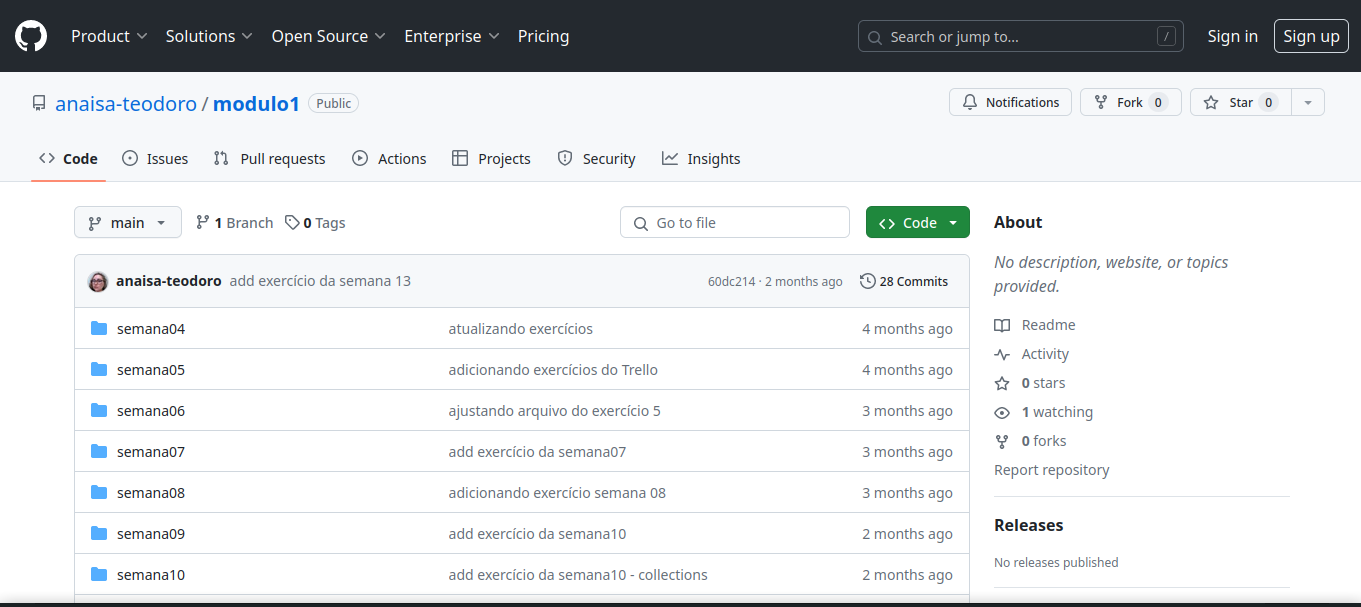 Product Solutions Open Source Enterprise Pricing Search or jump to... / Sign in Sign up
anaisa-teodoro / modulo1 Public Notifications Fork 0 Star 0
Code Issues Pull requests Actions Projects Security Insights
main 1 Branch 0 Tags Go to file Code
anaisa-teodoro add exercício da semana 13 60dc214 · 2 months ago 28 Commits
semana04 atualizando exercícios 4 months ago
semana05 adicionando exercícios do Trello 4 months ago
semana06 ajustando arquivo do exercício 5 3 months ago
semana07 add exercício da semana07 3 months ago
semana08 adicionando exercício semana 08 3 months ago
semana09 add exercício da semana10 2 months ago
semana10 add exercício da semana10 - collections 2 months ago
About
No description, website, or topics
provided.
Readme
Activity
0 stars
1 watching
0 forks
Report repository
Releases
No releases published